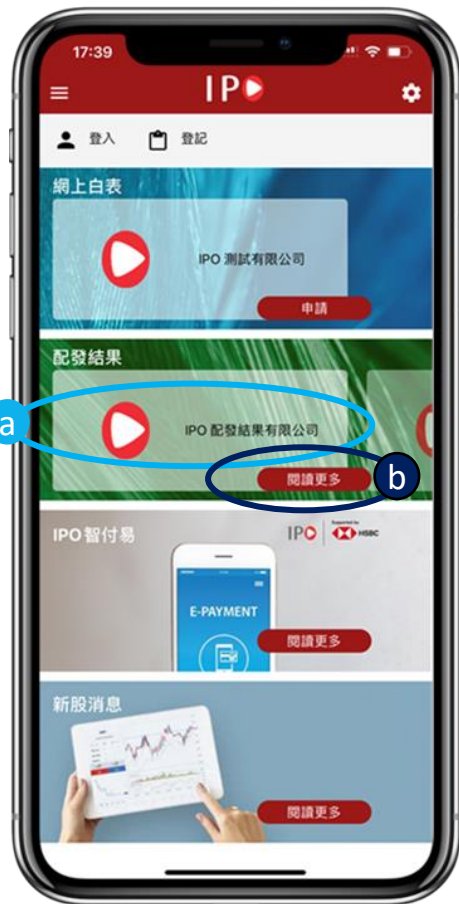 17:39
IPO
登入 登記
網上白表
IPO 測試有限公司
申請
配發結果
a
IPO 配發結果有限公司
閱讀更多
b
IPO智付易
IPO
Supported by
HSBC
E-PAYMENT
閱讀更多
新股消息
閱讀更多